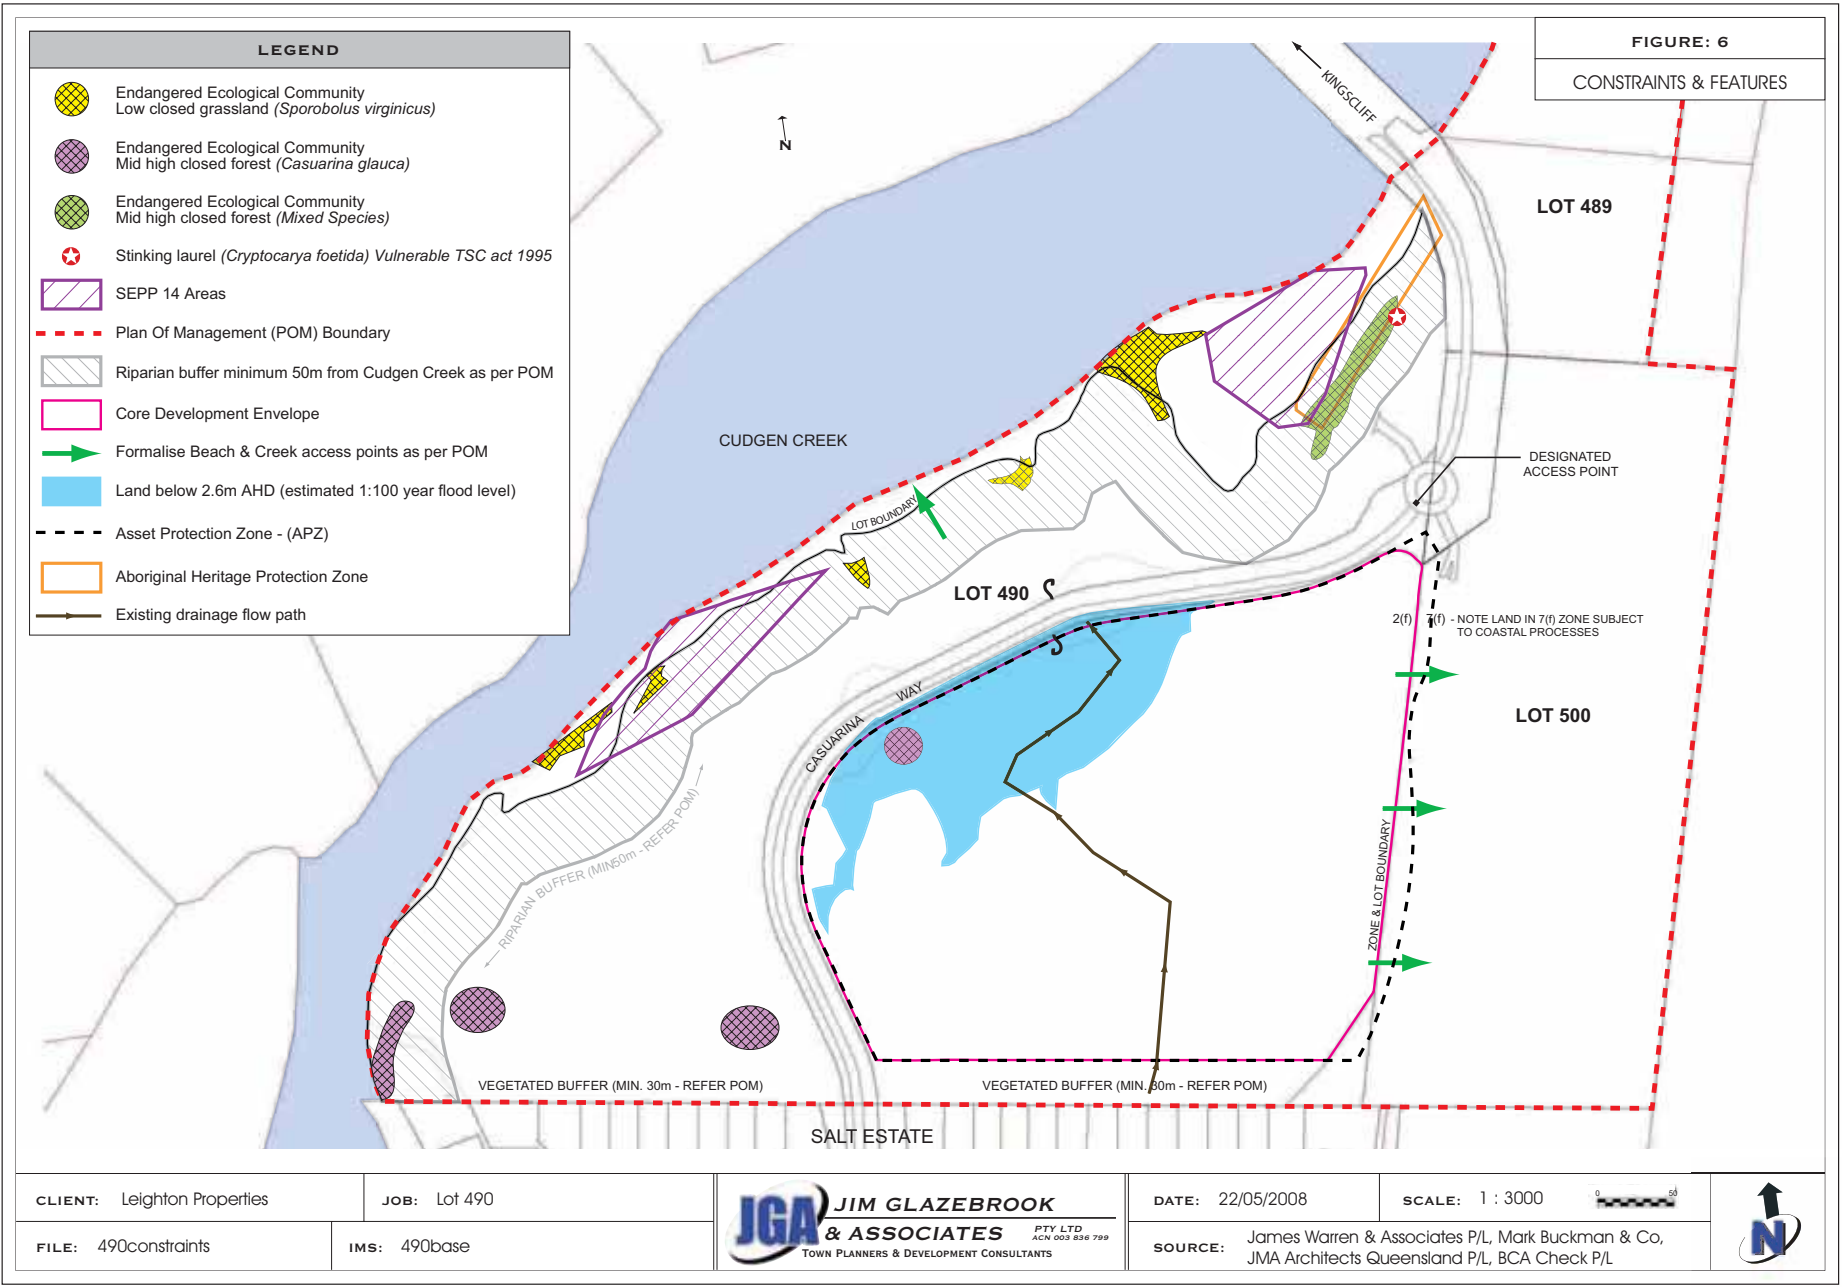 LEGEND
Endangered Ecological Community
Low closed grassland (Sporobolus virginicus)
Endangered Ecological Community
Mid high closed forest (Casuarina glauca)
Endangered Ecological Community
Mid high closed forest (Mixed Species)
Stinking laurel (Cryptocarya foetida) Vulnerable TSC act 1995
SEPP 14 Areas
Plan Of Management (POM) Boundary
Riparian buffer minimum 50m from Cudgen Creek as per POM
Core Development Envelope
Formalise Beach & Creek access points as per POM
Land below 2.6m AHD (estimated 1:100 year flood level)
Asset Protection Zone - (APZ)
Aboriginal Heritage Protection Zone
Existing drainage flow path
FIGURE: 6
CONSTRAINTS & FEATURES
N
KINGSCLIFF
LOT 489
CUDGEN CREEK
DESIGNATED
ACCESS POINT
LOT BOUNDARY
LOT 490
2(f) 7(f) - NOTE LAND IN 7(f) ZONE SUBJECT
TO COASTAL PROCESSES
CASUARINA WAY
LOT 500
RIPARIAN BUFFER (MIN50m - REFER POM)
ZONE & LOT BOUNDARY
VEGETATED BUFFER (MIN. 30m - REFER POM)
VEGETATED BUFFER (MIN. 30m - REFER POM)
SALT ESTATE
CLIENT: Leighton Properties
JOB: Lot 490
FILE: 490constraints
IMS: 490base
JGA
JIM GLAZEBROOK
& ASSOCIATES
PTY LTD
ACN 003 836 799
TOWN PLANNERS & DEVELOPMENT CONSULTANTS
DATE: 22/05/2008
SCALE: 1 : 3000
0 50
SOURCE: James Warren & Associates P/L, Mark Buckman & Co,
JMA Architects Queensland P/L, BCA Check P/L
N